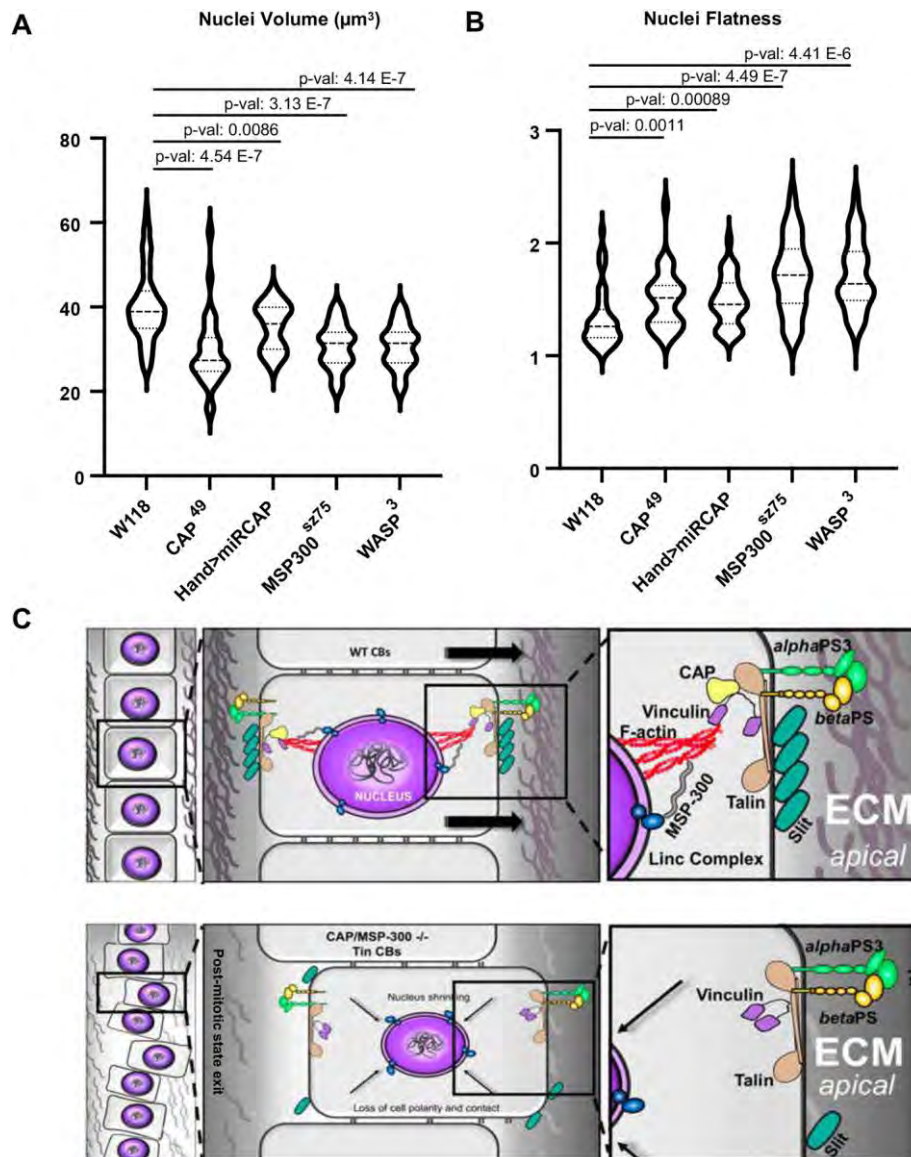 A
Nuclei Volume (µm³)
p-val: 4.14 E-7
p-val: 3.13 E-7
p-val: 0.0086
p-val: 4.54 E-7
80
60
40
20
0
W118
CAP 49
Hand>miRCAP
MSP300 sz75
WASP 3
B
Nuclei Flatness
p-val: 4.41 E-6
p-val: 4.49 E-7
p-val: 0.00089
p-val: 0.0011
3
2
1
0
W118
CAP 49
Hand>miRCAP
MSP300 sz75
WASP 3
C
WT CBs
NUCLEUS
CAP
Vinculin
F-actin
MSP-300
Linc Complex
Talin
Slit
alphaPS3
betaPS
ECM
apical
Post-mitotic state exit
CAP/MSP-300 -/-
Tin CBs
Nucleus shrinking
Loss of cell polarity and contact
Vinculin
Talin
alphaPS3
betaPS
ECM
apical
Slit